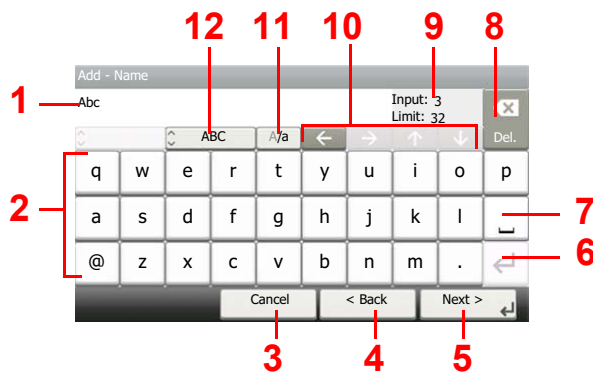 12 11 10 9 8
Add - Name
1 Abc Input: 3
Limit: 32
ABC A/a ← → ↑ ↓ Del.
q w e r t y u i o p
2 a s d f g h j k l 7
@ z x c v b n m . 6
Cancel < Back Next >
3 4 5